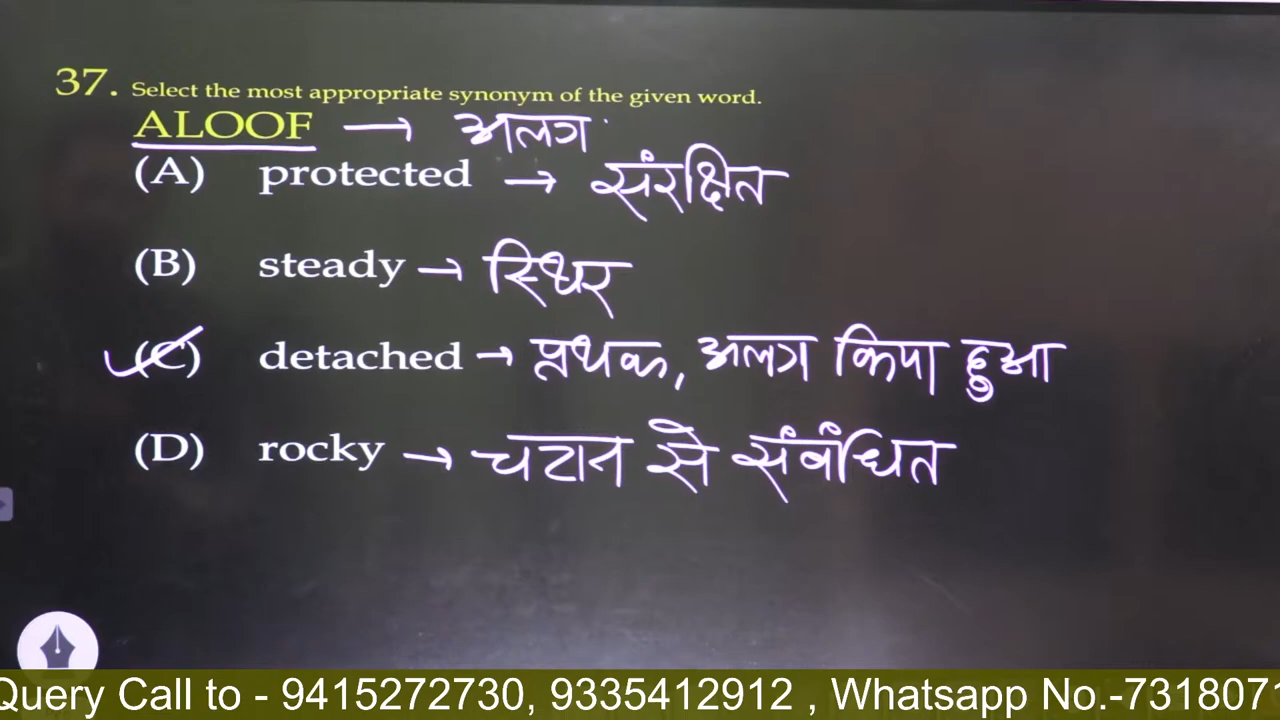 37. Select the most appropriate synonym of the given word.
ALOOF → अलग
(A) protected → संरक्षित
(B) steady → स्थिर
(C) detached → प्रथक, अलग किया हुआ
(D) rocky → चटान से संबंधित
Query Call to - 9415272730, 9335412912 , Whatsapp No.-731807